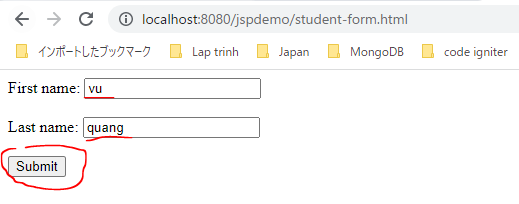 localhost:8080/jspdemo/student-form.html
インポートしたブックマーク Lap trinh Japan MongoDB code igniter
First name: vu
Last name: quang
Submit